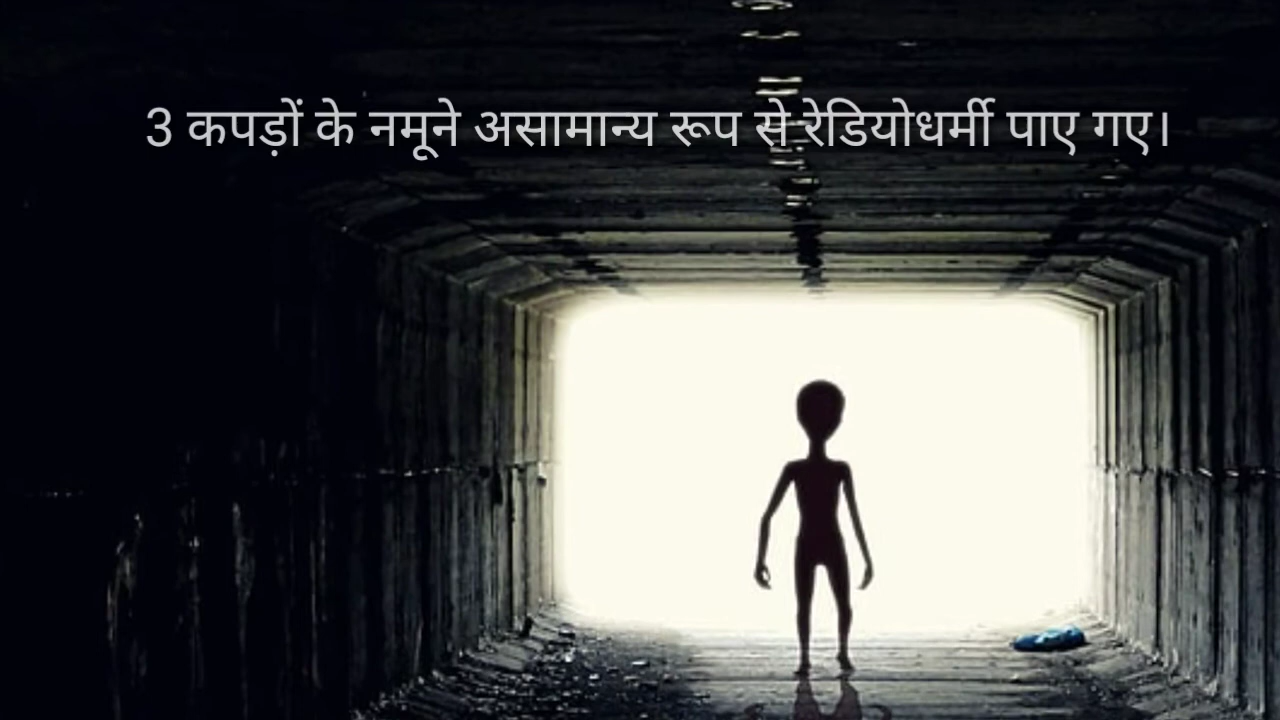 3 कपड़ों के नमूने असामान्य रूप से रेडियोधर्मी पाए गए।